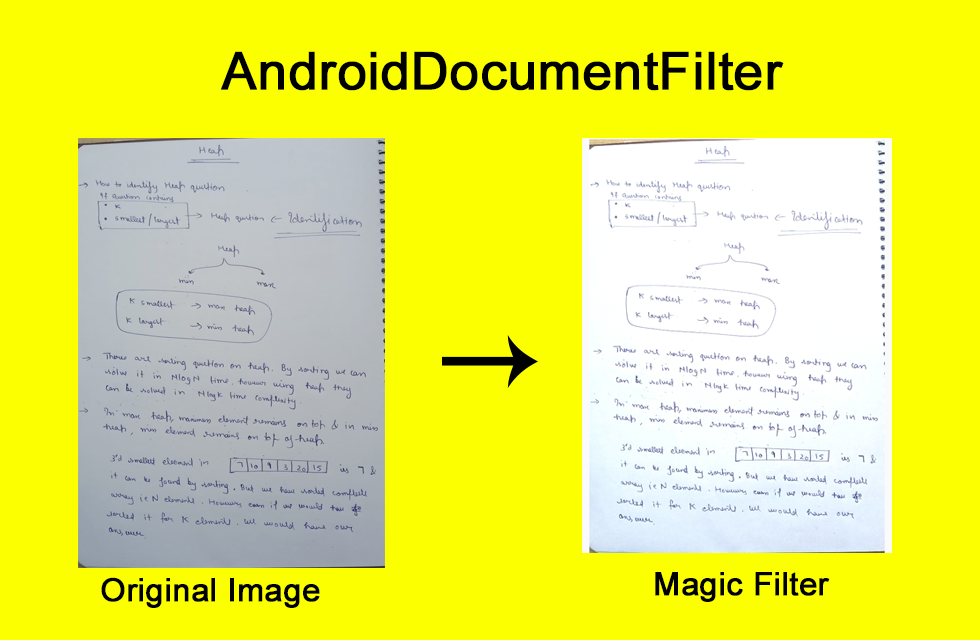 AndroidDocumentFilter
Heap
→ How to identify Heap question
If question contains
• K
• smallest/largest → Heap question ← Identification
Heap
min max
K smallest → max heap
K largest → min heap
→ There are sorting question on heap. By sorting we can
solve it in NlogN time, however using heap they
can be solved in NlogK time complexity.
→ In max heap, maximum element remains on top & in min
heap, min element remains on top of heap.
3'd smallest element in 7 10 9 3 20 15 is 7 &
it can be found by sorting. But we have sorted complete
array i.e N elements. However even if we would have
sorted it for K element. We would have our
answer
Heap
→ How to identify Heap question
If question contains
• K
• smallest/largest → Heap question ← Identification
Heap
min max
K smallest → max heap
K largest → min heap
→ There are sorting question on heap. By sorting we can
solve it in NlogN time, however using heap they
can be solved in NlogK time complexity.
→ In max heap, maximum element remains on top & in min
heap, min element remains on top of heap.
3'd smallest element in 7 10 9 3 20 15 is 7 &
it can be found by sorting. But we have sorted complete
array i.e N elements. However even if we would have
sorted it for K element. We would have our
answer
Original Image
Magic Filter